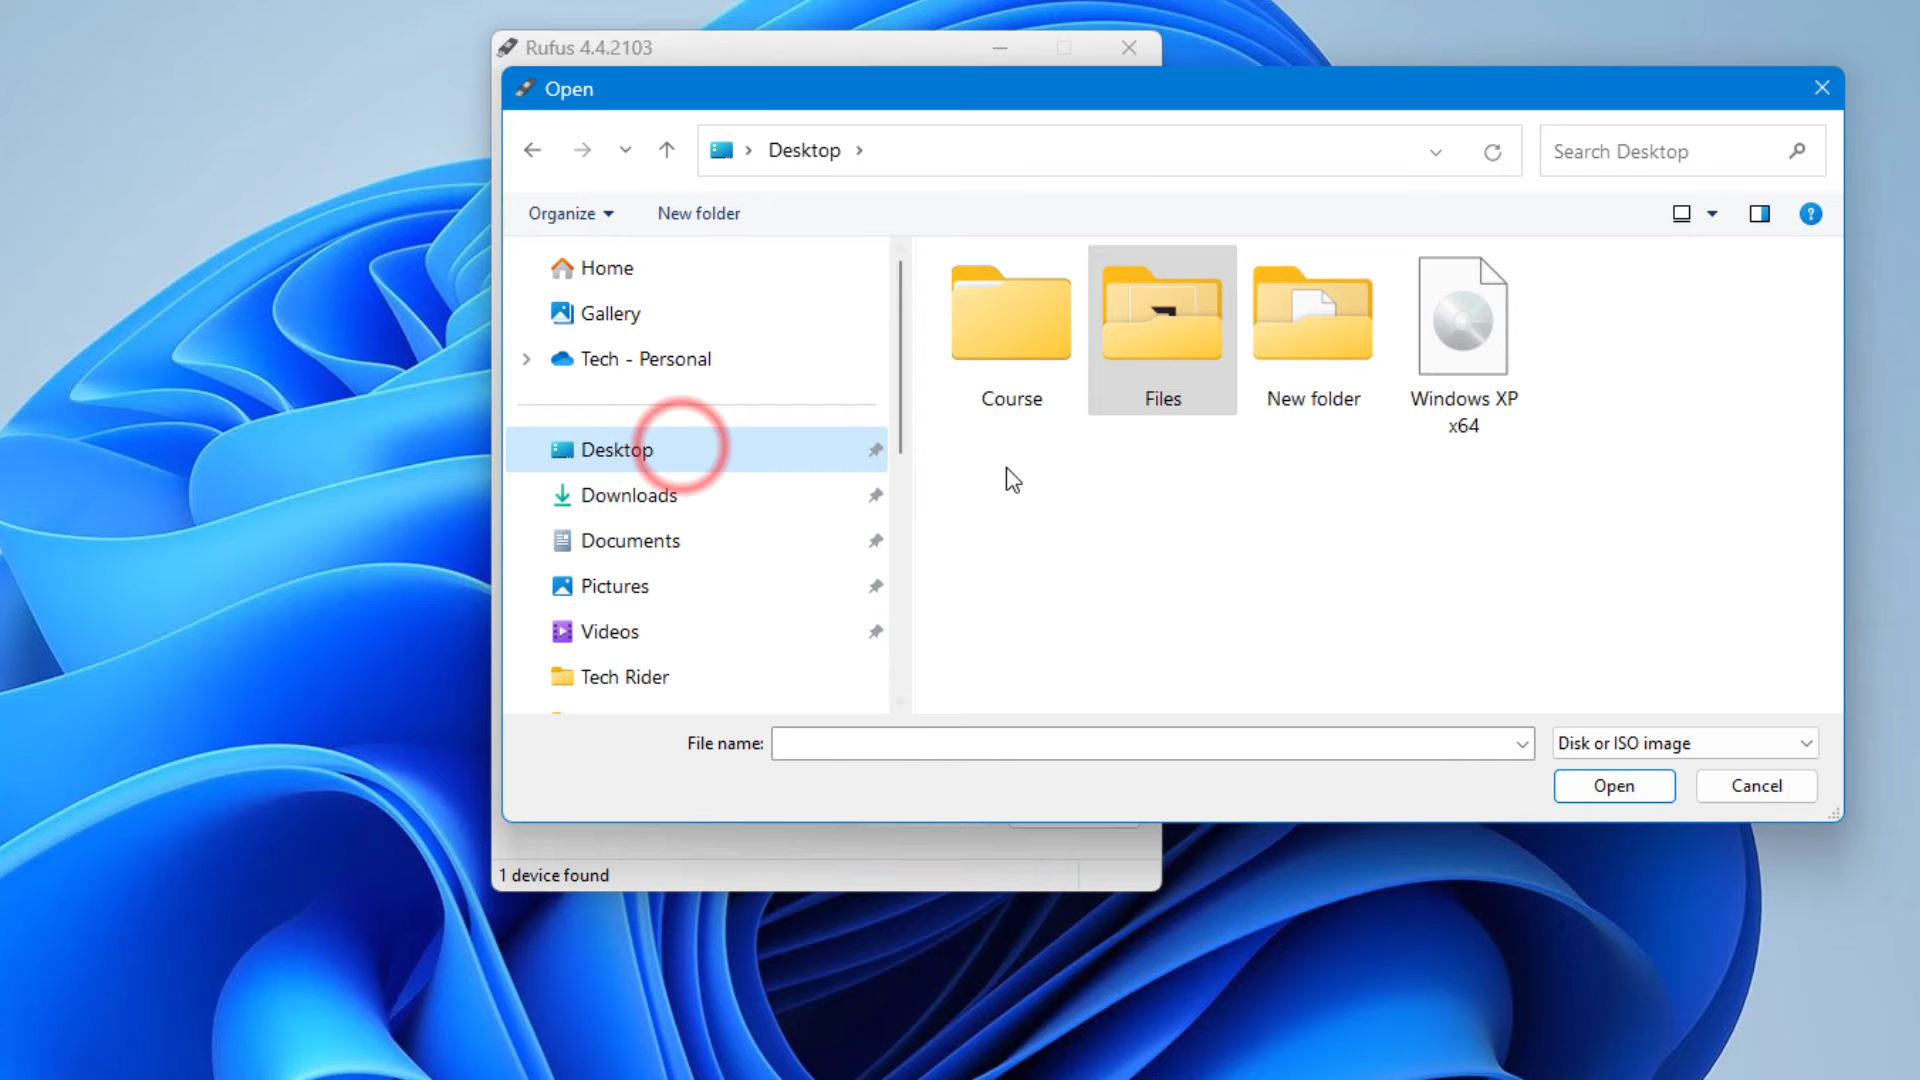 Rufus 4.4.2103
Open
Desktop
Search Desktop
Organize
New folder
Home
Gallery
Tech - Personal
Desktop
Downloads
Documents
Pictures
Videos
Tech Rider
Course
Files
New folder
Windows XP
x64
File name:
Disk or ISO image
Open
Cancel
1 device found